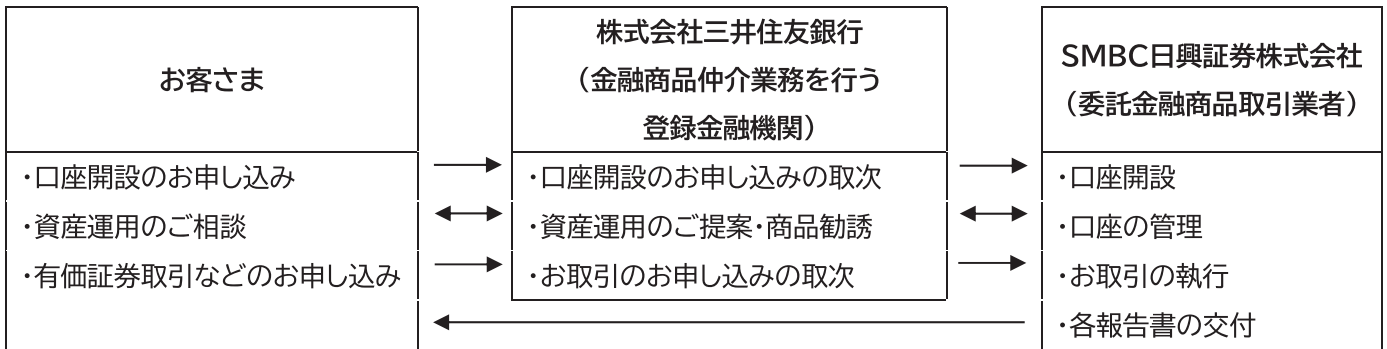 お客さま
株式会社三井住友銀行
（金融商品仲介業務を行う
登録金融機関）
SMBC日興証券株式会社
（委託金融商品取引業者）
・口座開設のお申し込み
・資産運用のご相談
・有価証券取引などのお申し込み
・口座開設のお申し込みの取次
・資産運用のご提案・商品勧誘
・お取引のお申し込みの取次
・口座開設
・口座の管理
・お取引の執行
・各報告書の交付